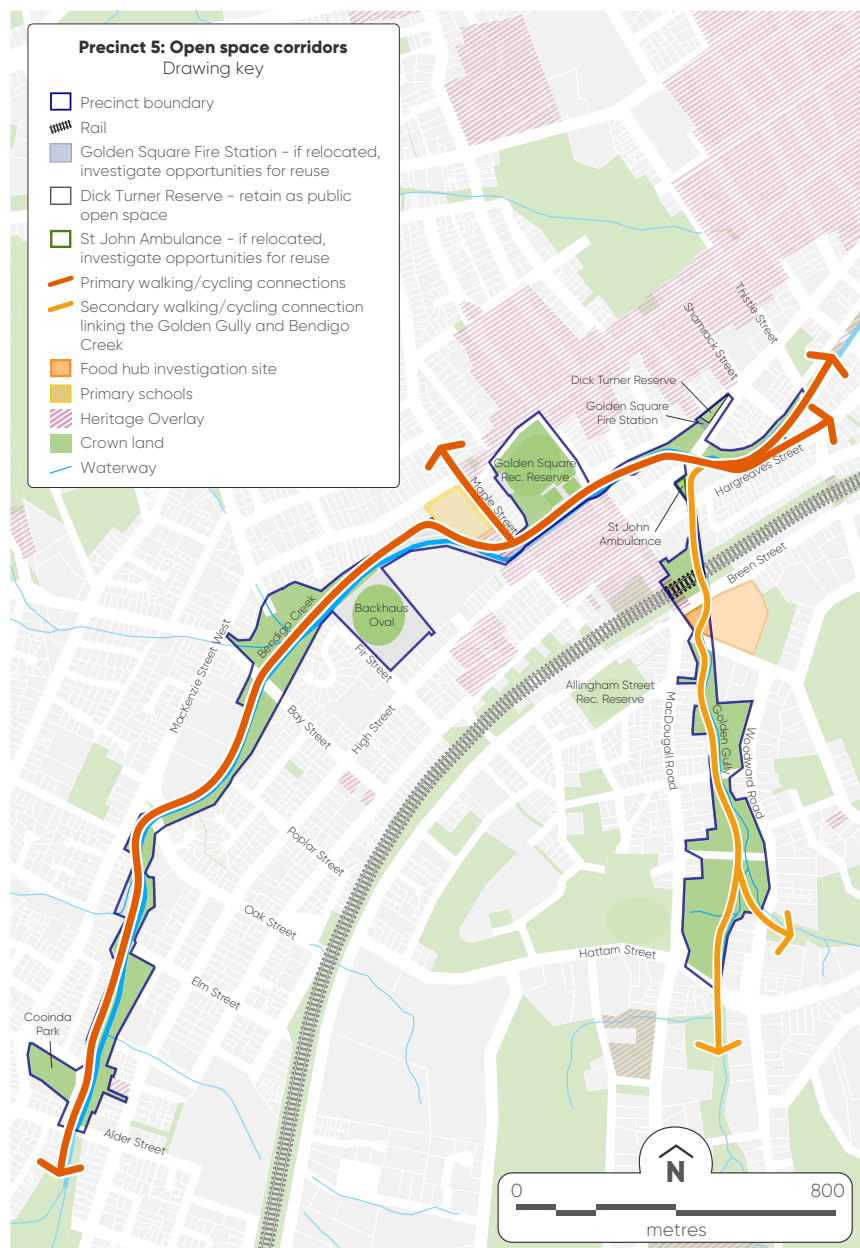 Precinct 5: Open space corridors
Drawing key
Precinct boundary
Rail
Golden Square Fire Station - if relocated,
investigate opportunities for reuse
Dick Turner Reserve - retain as public
open space
St John Ambulance - if relocated,
investigate opportunities for reuse
Primary walking/cycling connections
Secondary walking/cycling connection
linking the Golden Gully and Bendigo
Creek
Food hub investigation site
Primary schools
Heritage Overlay
Crown land
Waterway
Thistle Street
Shamrock Street
Dick Turner Reserve
Golden Square
Fire Station
Golden Square
Rec. Reserve
Hargreaves Street
Maple Street
St John
Ambulance
Breen Street
Backhaus
Oval
Bendigo Creek
MacKenzie Street West
Fir Street
Allingham Street
Rec. Reserve
Bay Street
High Street
MacDougall Road
Golden Gully
Woodward Road
Poplar Street
Oak Street
Hattam Street
Elm Street
Cooinda
Park
Alder Street
N
0 800
metres